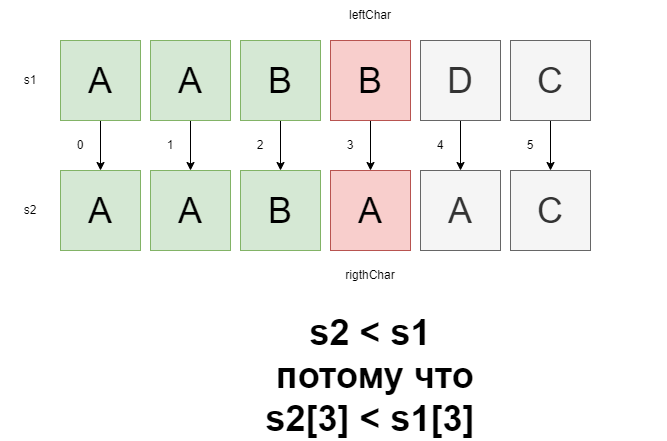 leftChar
s1 A A B B D C
0 1 2 3 4 5
s2 A A B A A C
rigthChar
s2 < s1
потому что
s2[3] < s1[3]